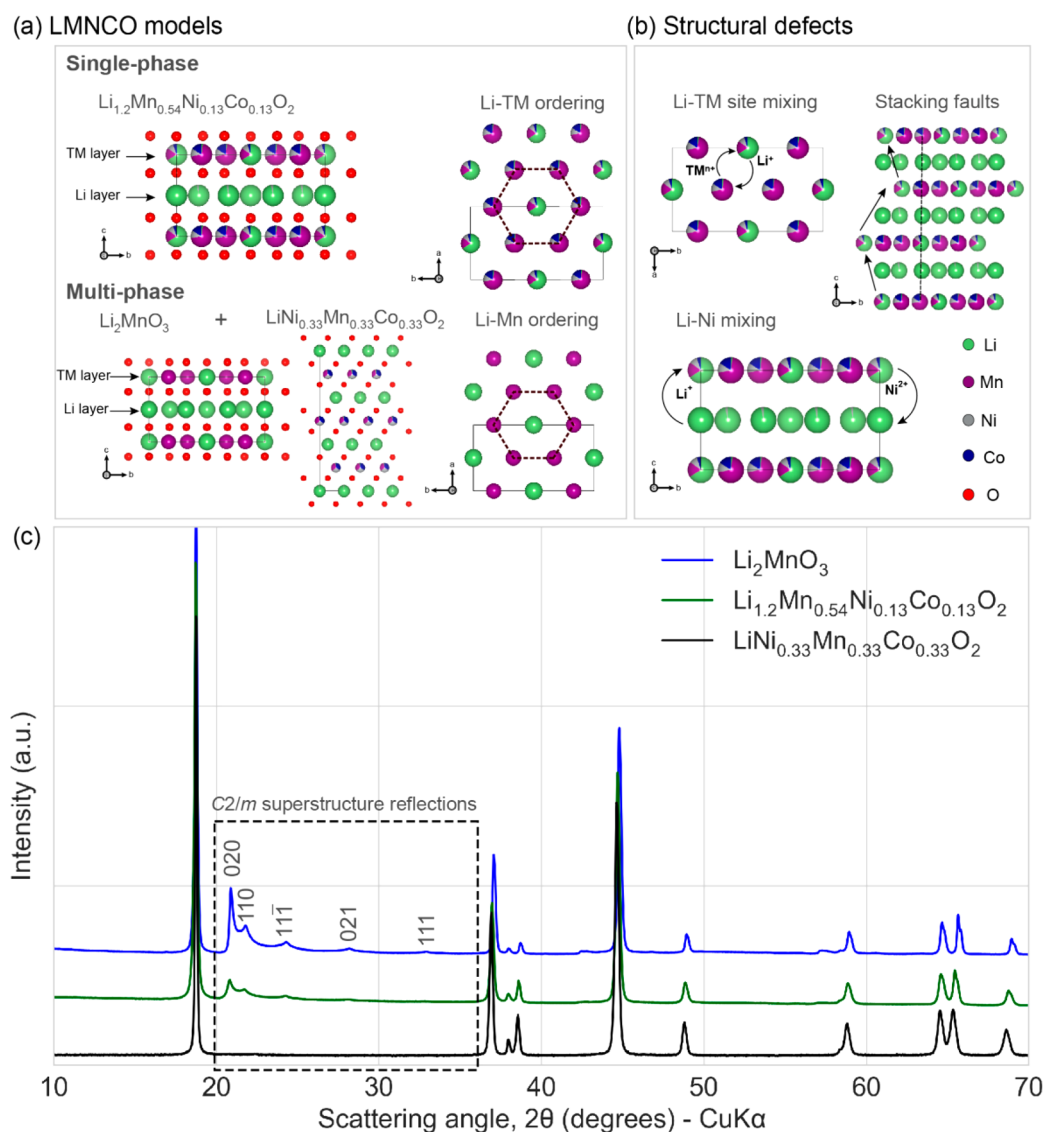 (a) LMNCO models
(b) Structural defects
Single-phase
Li1.2Mn0.54Ni0.13Co0.13O2
Li-TM ordering
TM layer
Li layer
c
b
a
b
Multi-phase
Li2MnO3 + LiNi0.33Mn0.33Co0.33O2
Li-Mn ordering
TM layer
Li layer
c
b
c
b
a
b
Li-TM site mixing
Stacking faults
TMn+
Li+
b
a
c
b
Li-Ni mixing
Li+
Ni2+
c
b
Li
Mn
Ni
Co
O
(c)
Li2MnO3
Li1.2Mn0.54Ni0.13Co0.13O2
LiNi0.33Mn0.33Co0.33O2
C2/m superstructure reflections
020
110
111̄
021
111
Intensity (a.u.)
10 20 30 40 50 60 70
Scattering angle, 2θ (degrees) - CuKα